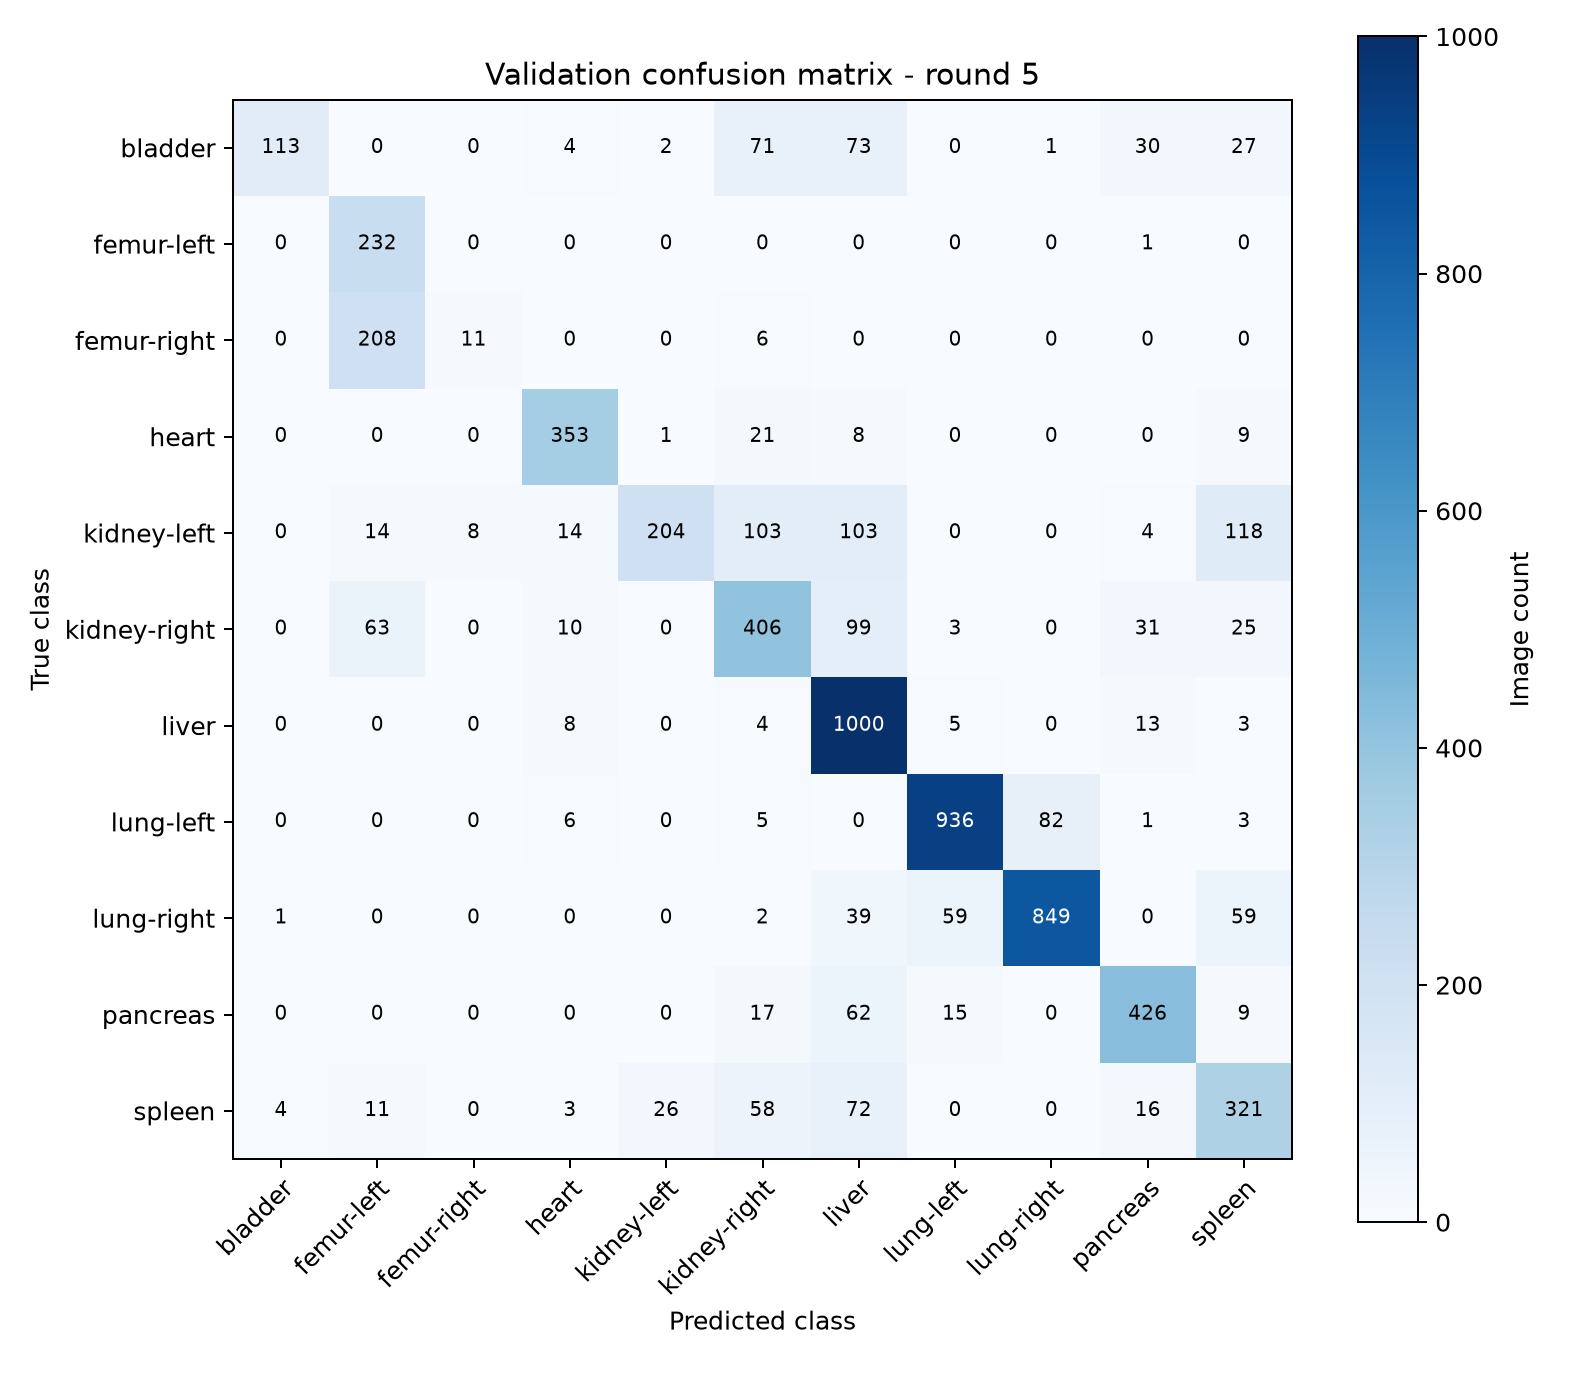 Validation confusion matrix - round 5
True class
bladder 113 0 0 4 2 71 73 0 1 30 27
femur-left 0 232 0 0 0 0 0 0 0 1 0
femur-right 0 208 11 0 0 6 0 0 0 0 0
heart 0 0 0 353 1 21 8 0 0 0 9
kidney-left 0 14 8 14 204 103 103 0 0 4 118
kidney-right 0 63 0 10 0 406 99 3 0 31 25
liver 0 0 0 8 0 4 1000 5 0 13 3
lung-left 0 0 0 6 0 5 0 936 82 1 3
lung-right 1 0 0 0 0 2 39 59 849 0 59
pancreas 0 0 0 0 0 17 62 15 0 426 9
spleen 4 11 0 3 26 58 72 0 0 16 321
bladder femur-left femur-right heart kidney-left kidney-right liver lung-left lung-right pancreas spleen
Predicted class
1000
800
600
400
200
0
Image count